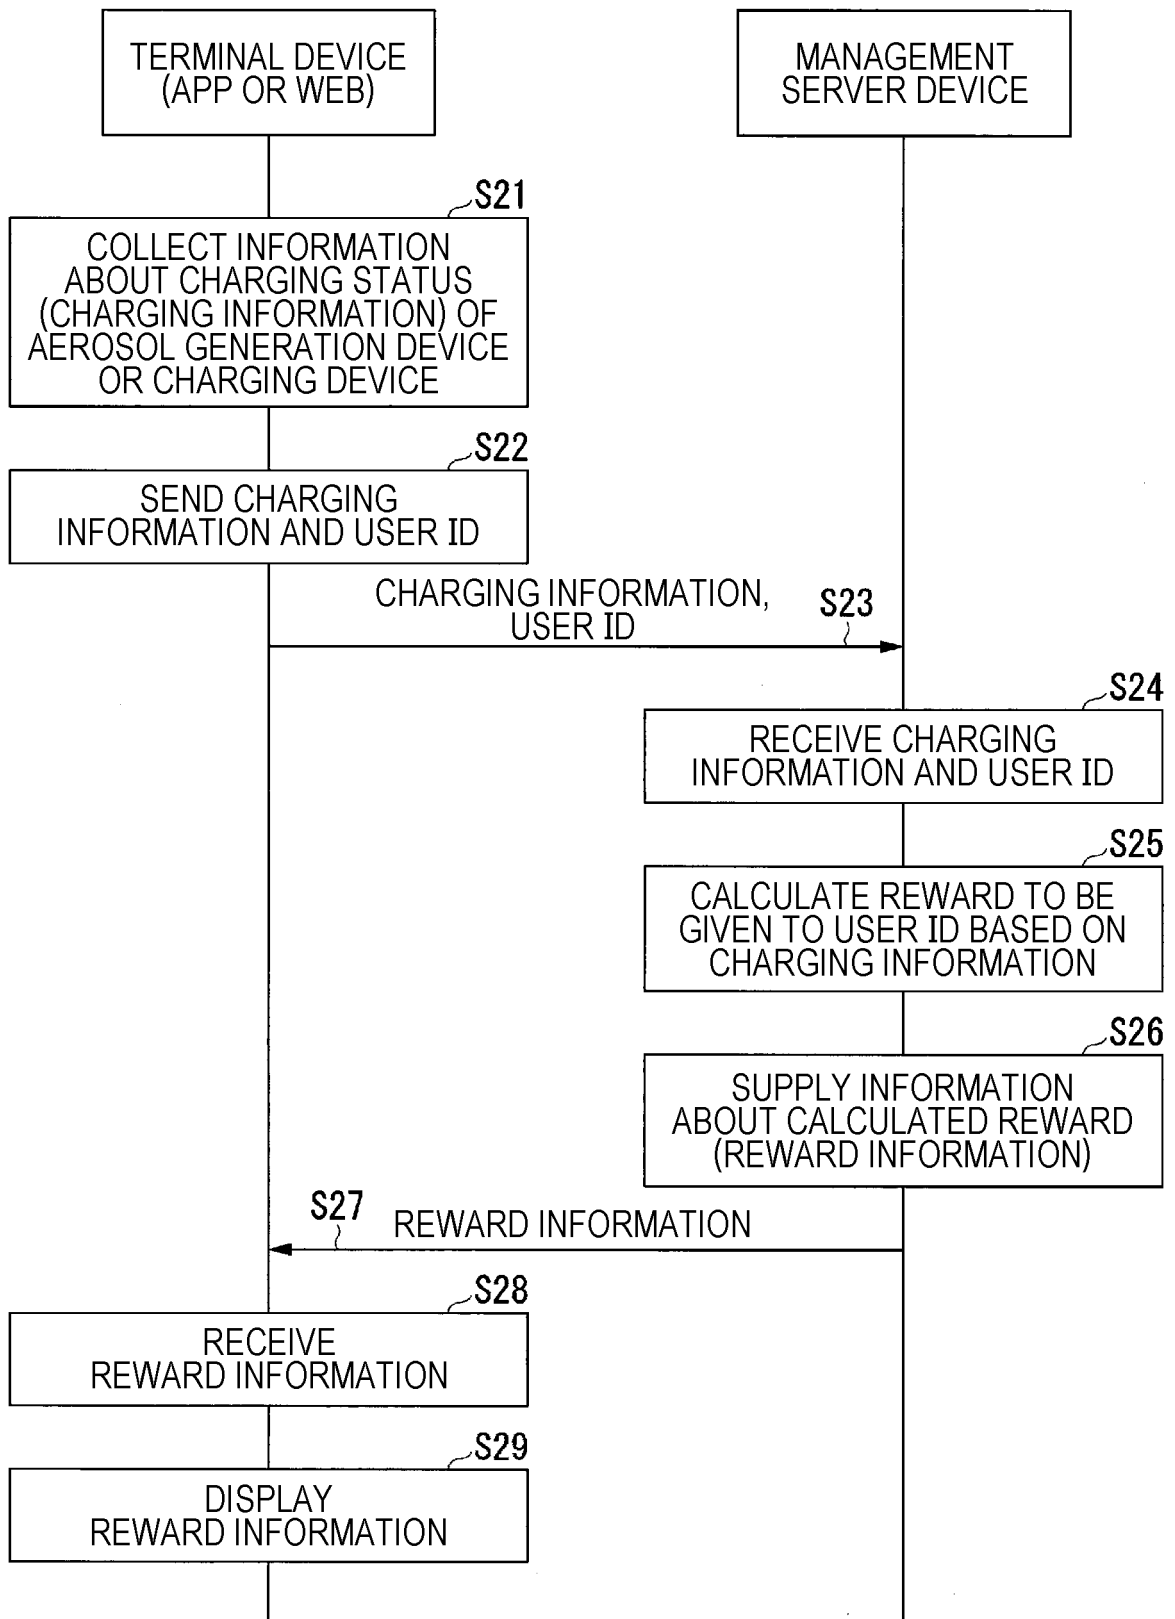 TERMINAL DEVICE
(APP OR WEB)
MANAGEMENT
SERVER DEVICE
S21
COLLECT INFORMATION
ABOUT CHARGING STATUS
(CHARGING INFORMATION) OF
AEROSOL GENERATION DEVICE
OR CHARGING DEVICE
S22
SEND CHARGING
INFORMATION AND USER ID
CHARGING INFORMATION,
USER ID
S23
S24
RECEIVE CHARGING
INFORMATION AND USER ID
S25
CALCULATE REWARD TO BE
GIVEN TO USER ID BASED ON
CHARGING INFORMATION
S26
SUPPLY INFORMATION
ABOUT CALCULATED REWARD
(REWARD INFORMATION)
S27
REWARD INFORMATION
S28
RECEIVE
REWARD INFORMATION
S29
DISPLAY
REWARD INFORMATION